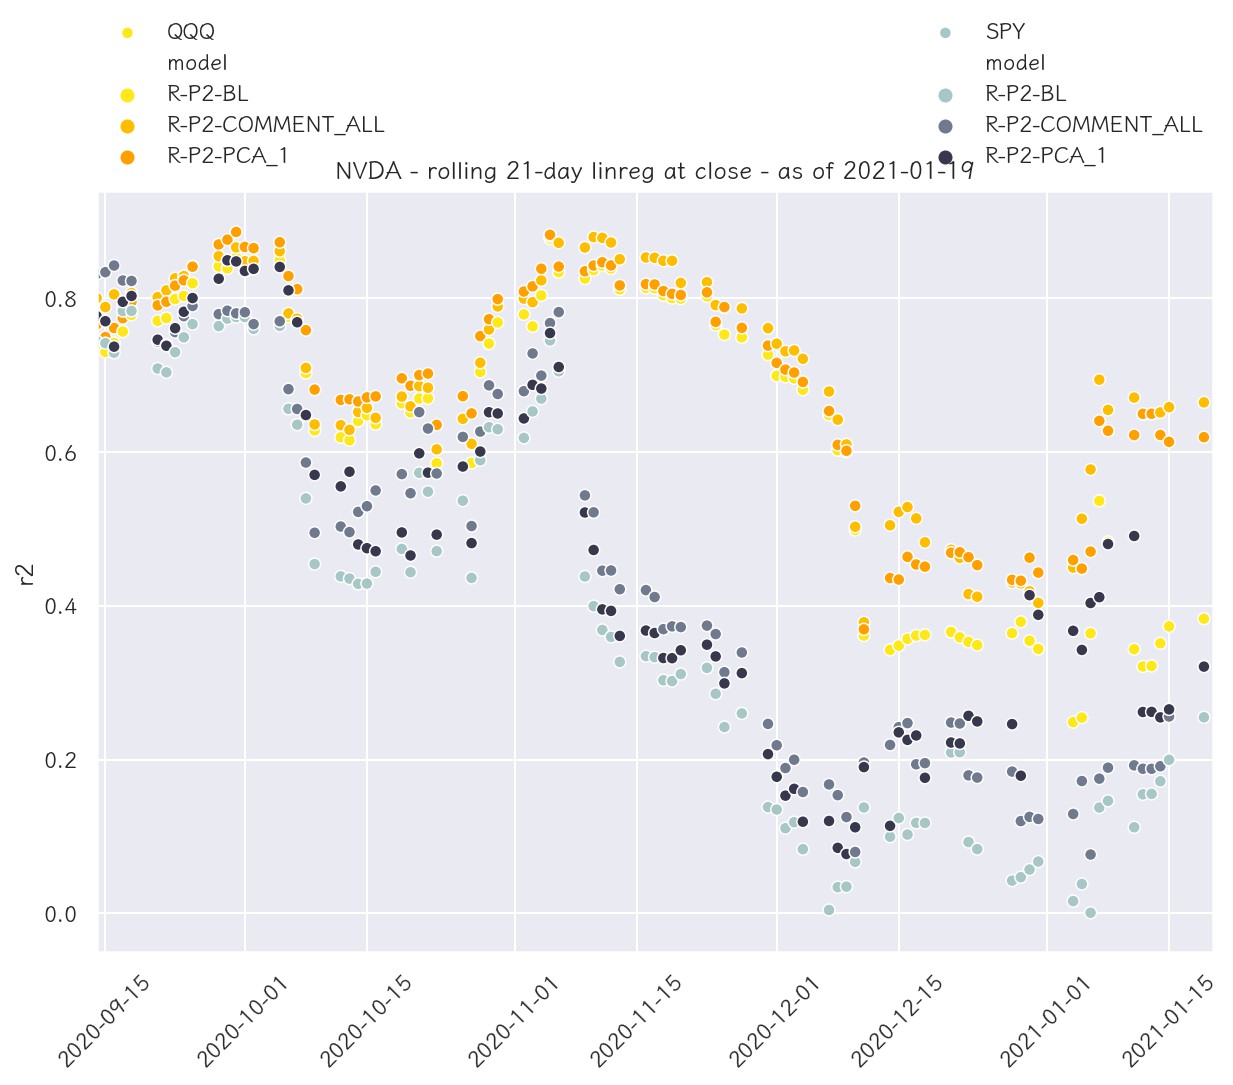 QQQ
model
R-P2-BL
R-P2-COMMENT_ALL
R-P2-PCA_1
SPY
model
R-P2-BL
R-P2-COMMENT_ALL
R-P2-PCA_1
NVDA - rolling 21-day linreg at close - as of 2021-01-19
r2
0.8
0.6
0.4
0.2
0.0
2020-09-15
2020-10-01
2020-10-15
2020-11-01
2020-11-15
2020-12-01
2020-12-15
2021-01-01
2021-01-15